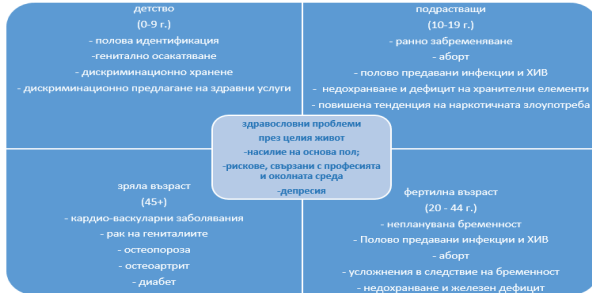 детство
(0-9 г.)
- полова идентификация
-генитално осакатяване
- дискриминационно хранене
- дискриминационно предлагане на здравни услуги
подрастващи
(10-19 г.)
- ранно забременяване
- аборт
- полово предавани инфекции и ХИВ
- недохранване и дефицит на хранителни елементи
- повишена тенденция на наркотичната злоупотреба
здравословни проблеми
през целия живот
-насилие на основа пол;
-рискове, свързани с професията
и околната среда
-депресия
зряла възраст
(45+)
- кардио-васкуларни заболявания
- рак на гениталиите
- остеопороза
- остеоартрит
- диабет
фертилна възраст
(20 - 44 г.)
- непланувана бременност
- Полово предавани инфекции и ХИВ
- аборт
- усложнения в следствие на бременност
- недохранване и железен дефицит